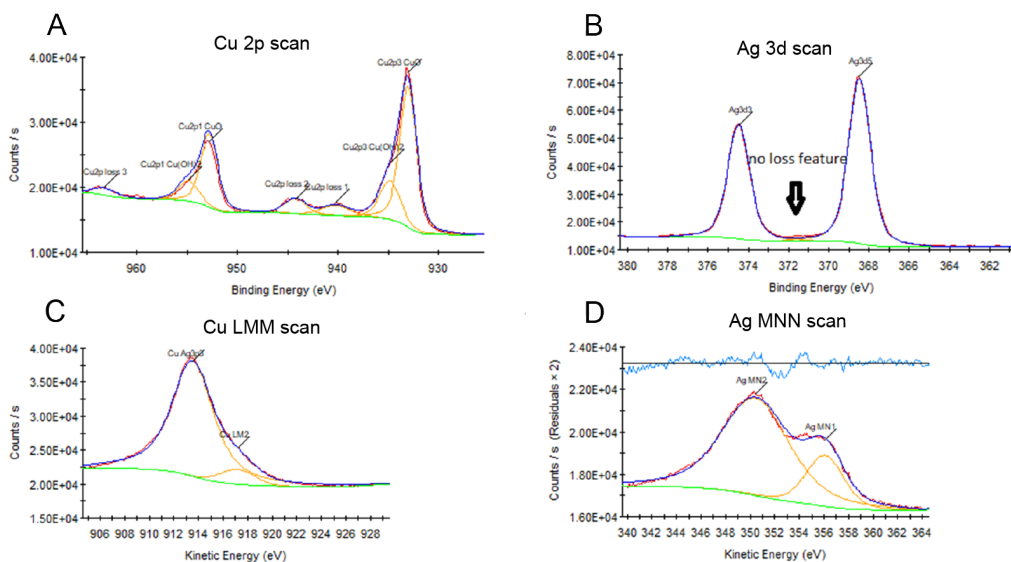 A
Cu 2p scan
4.00E+04
3.00E+04
2.00E+04
1.00E+04
Counts / s
Cu2p loss 3
Cu2p1 Cu(OH)2
Cu2p1 CuO
Cu2p loss 2
Cu2p loss 1
Cu2p3 Cu(OH)2
Cu2p3 CuO
960
950
940
930
Binding Energy (eV)
B
Ag 3d scan
8.00E+04
7.00E+04
6.00E+04
5.00E+04
4.00E+04
3.00E+04
2.00E+04
1.00E+04
Counts / s
Ag3d3
Ag3d5
no loss feature
380
376
374
372
370
368
366
364
362
Binding Energy (eV)
C
Cu LMM scan
4.00E+04
3.50E+04
3.00E+04
2.50E+04
2.00E+04
1.50E+04
Counts / s
Cu Ag3p3
Cu LM2
906
908
910
912
914
916
918
920
922
924
926
928
Kinetic Energy (eV)
D
Ag MNN scan
2.40E+04
2.20E+04
2.00E+04
1.80E+04
1.60E+04
Counts / s (Residuals × 2)
Ag MN2
Ag MN1
340
342
344
346
348
350
352
354
356
358
360
362
364
Kinetic Energy (eV)